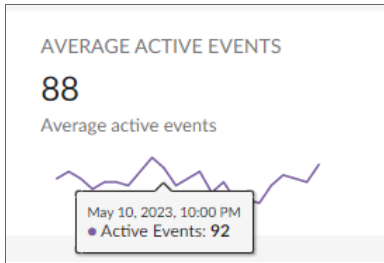 AVERAGE ACTIVE EVENTS
88
Average active events
May 10, 2023, 10:00 PM
● Active Events: 92